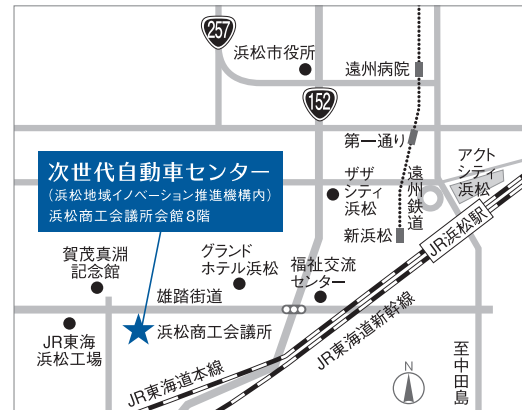 257
浜松市役所
遠州病院
152
第一通り
次世代自動車センター
（浜松地域イノベーション推進機構内）
浜松商工会議所会館8階
ザザ
シティ
浜松
遠州鉄道
アクト
シティ
浜松
新浜松
JR浜松駅
賀茂真淵
記念館
グランド
ホテル浜松
福祉交流
センター
雄踏街道
JR東海
浜松工場
浜松商工会議所
JR東海道本線
JR東海道新幹線
至中田島
N